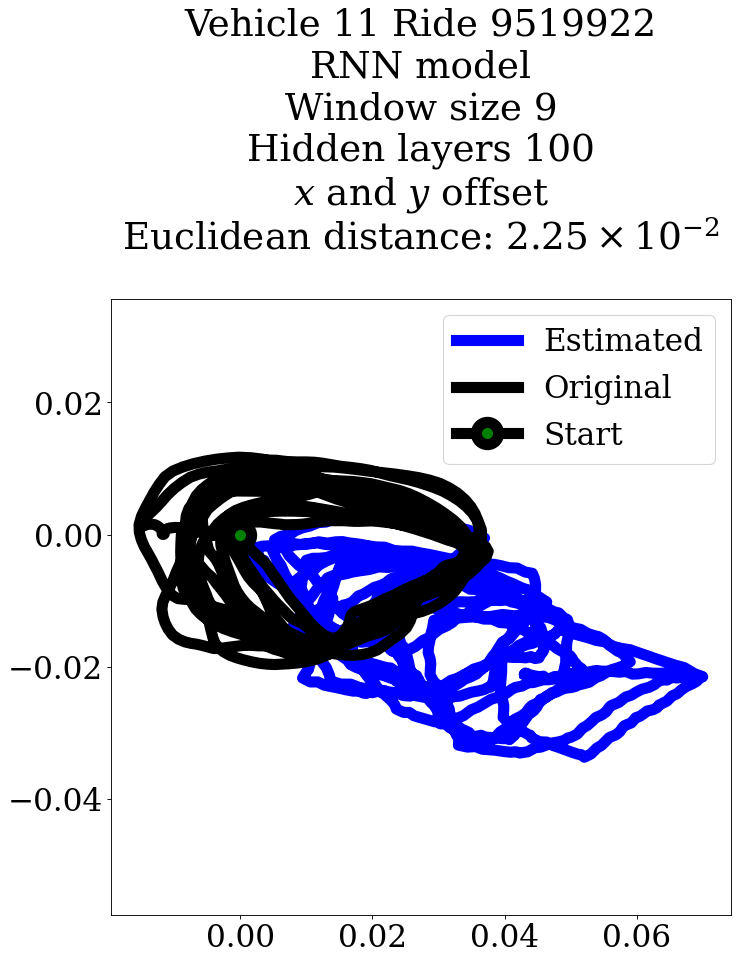 Vehicle 11 Ride 9519922
RNN model
Window size 9
Hidden layers 100
x and y offset
Euclidean distance: 2.25 × 10⁻²
Estimated
Original
Start
0.02
0.00
−0.02
−0.04
0.00 0.02 0.04 0.06